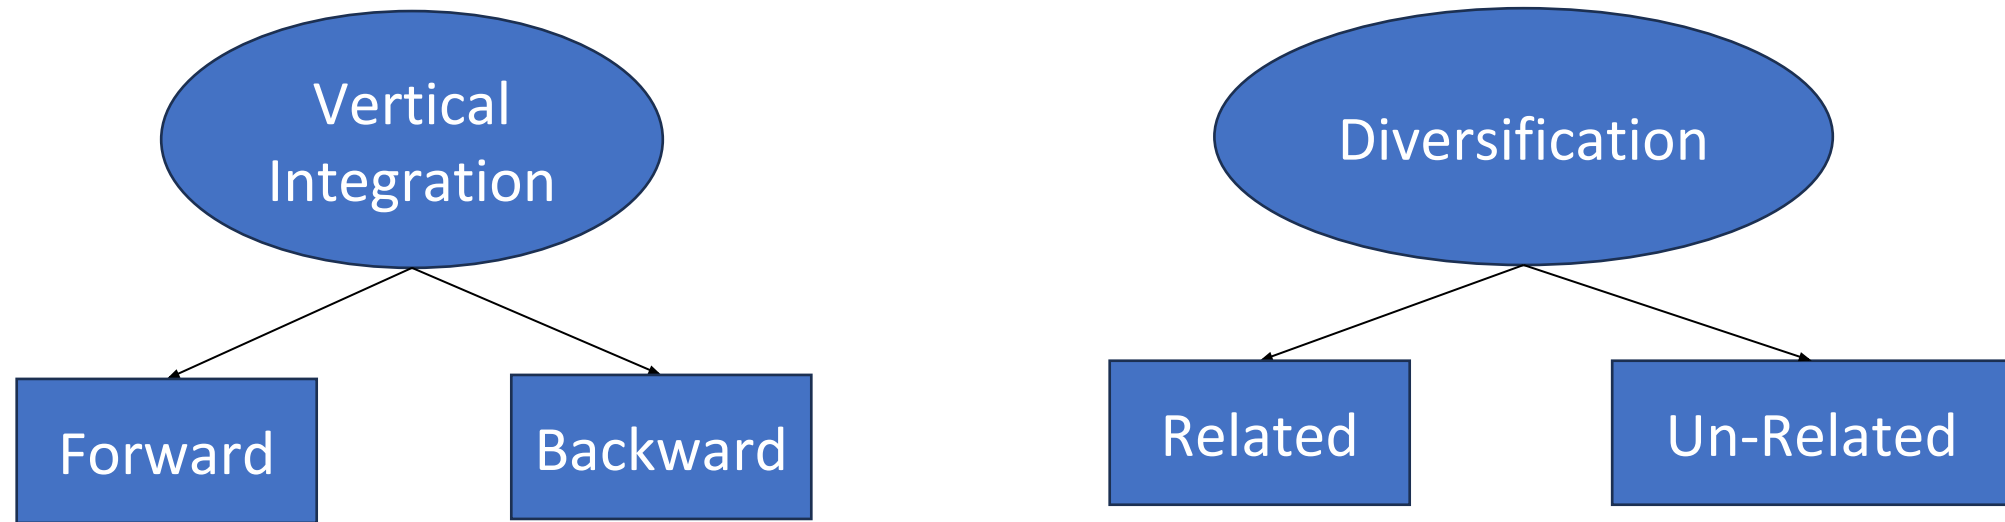 Vertical
Integration
Diversification
Forward
Backward
Related
Un-Related